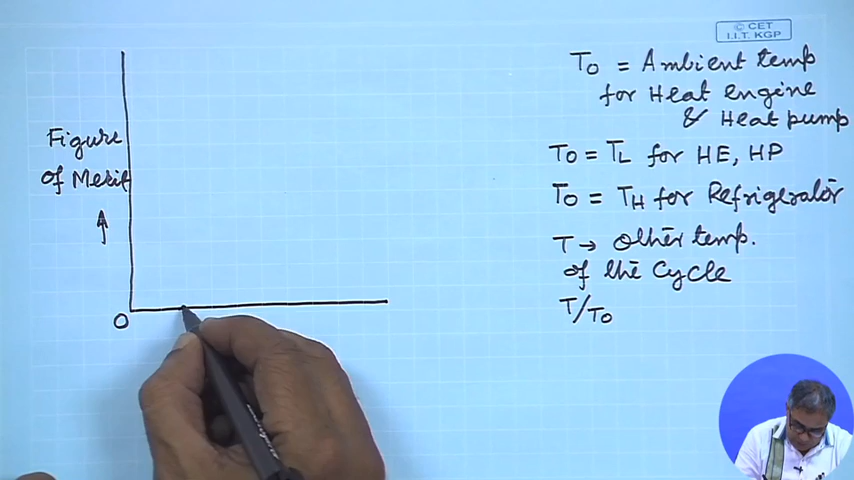 © CET
I.I.T. KGP
Figure
of Merit
O
T0 = Ambient temp
for Heat engine
& Heat pump
T0 = TL for HE, HP
T0 = TH for Refrigerator
T → other temp.
of the Cycle
T/T0